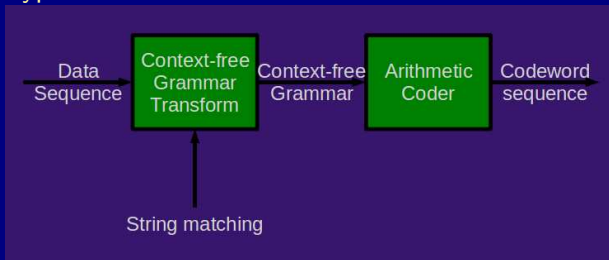 Data
Sequence
Context-free
Grammar
Transform
Context-free
Grammar
Arithmetic
Coder
Codeword
sequence
String matching